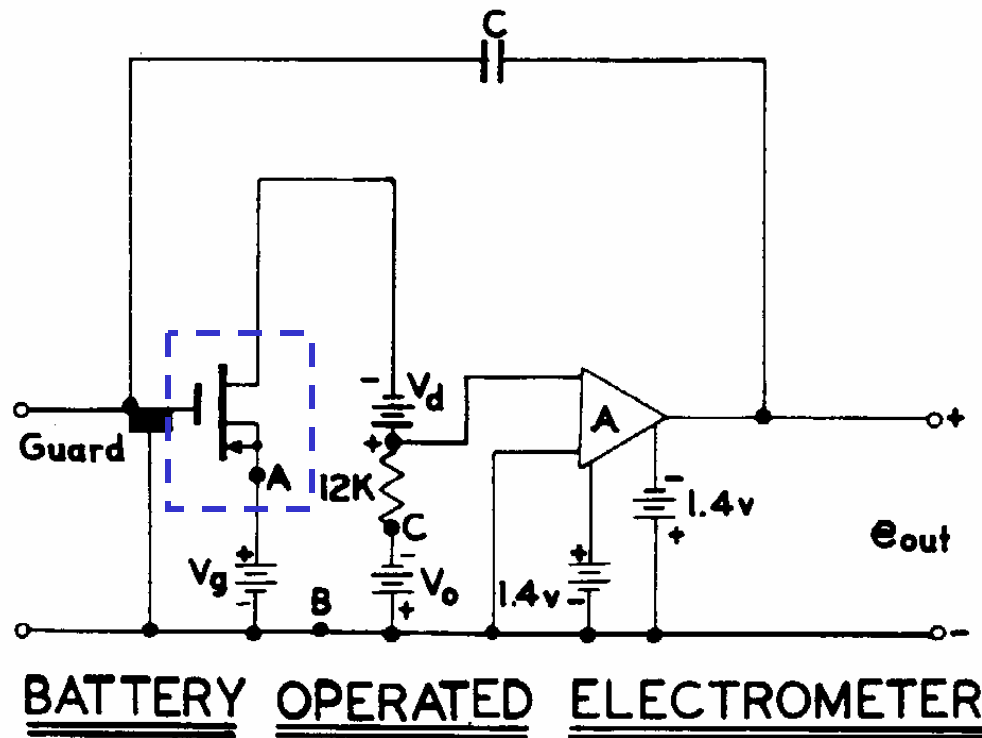 C
- Vd
+
A
Guard
A
12K
C
+
Vg
-
-
Vo
+
B
+
1.4v
-
-
1.4v
+
+
eout
-
BATTERY OPERATED ELECTROMETER